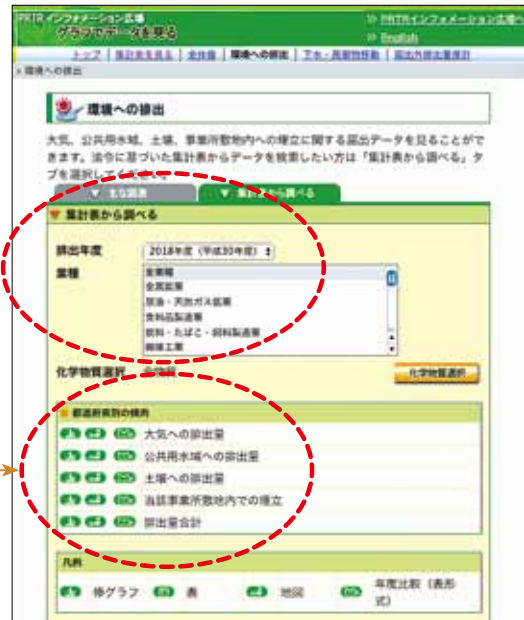 PRTR インフォメーション広場
グラフでデータを見る
>> PRTRインフォメーション広場へ
>> English
トップ | 集計表を見る | 全体像 | 環境への排出 | 下水・廃棄物移動 | 届出外排出量推計
> 環境への排出
環境への排出
大気、公共用水域、土壌、事業所敷地内への埋立に関する届出データを見ることがで
きます。法令に基づいた集計表からデータを検索したい方は「集計表から調べる」タ
ブを選択してください。
▼ 集計表から調べる
▼ 集計表から調べる
排出年度
2018年度（平成30年度）
業種
全業種
金属鉱業
原油・天然ガス鉱業
食料品製造業
飲料・たばこ・飼料製造業
繊維工業
化学物質選択 全物質
化学物質選択
都道府県別の傾向
大気への排出量
公共用水域への排出量
土壌への排出量
当該事業所敷地内での埋立
排出量合計
凡例
棒グラフ 表 地図 年度比較（表形
式）